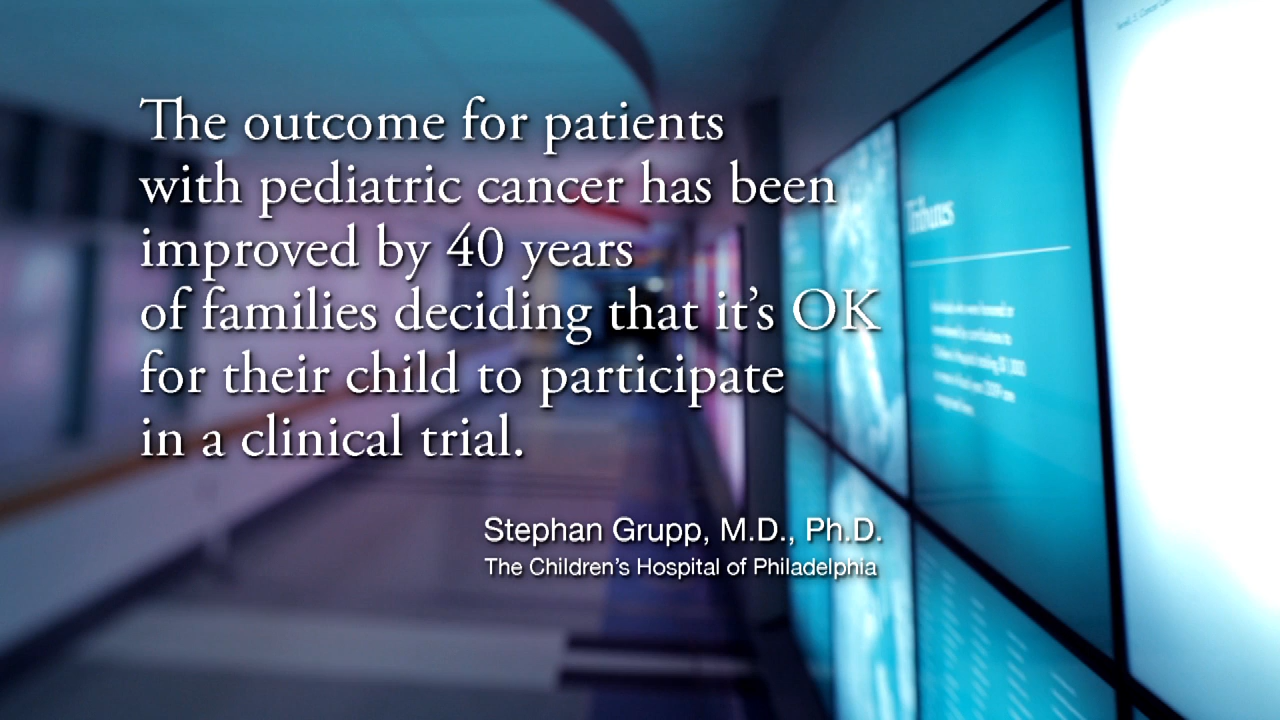 The outcome for patients
with pediatric cancer has been
improved by 40 years
of families deciding that it's OK
for their child to participate
in a clinical trial.
Stephan Grupp, M.D., Ph.D.
The Children's Hospital of Philadelphia
Tributes